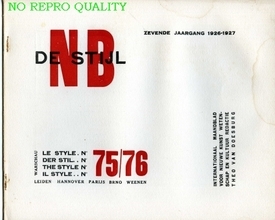 NO REPRO QUALITY
ZEVENDE JAARGANG 1926-1927
NB
DE STIJL
WARSCHAU
LE STYLE.. N°
DER STIL.. N°
THE STYLE N°
IL STYLE.. N°
75/76
LEIDEN HANNOVER PARIJS BRNO WEENEN
INTERNATIONAAL MAANDBLAD
VOOR NIEUWE KUNST WETEN-
SCHAP EN KULTUUR REDACTIE
THEO VAN DOESBURG